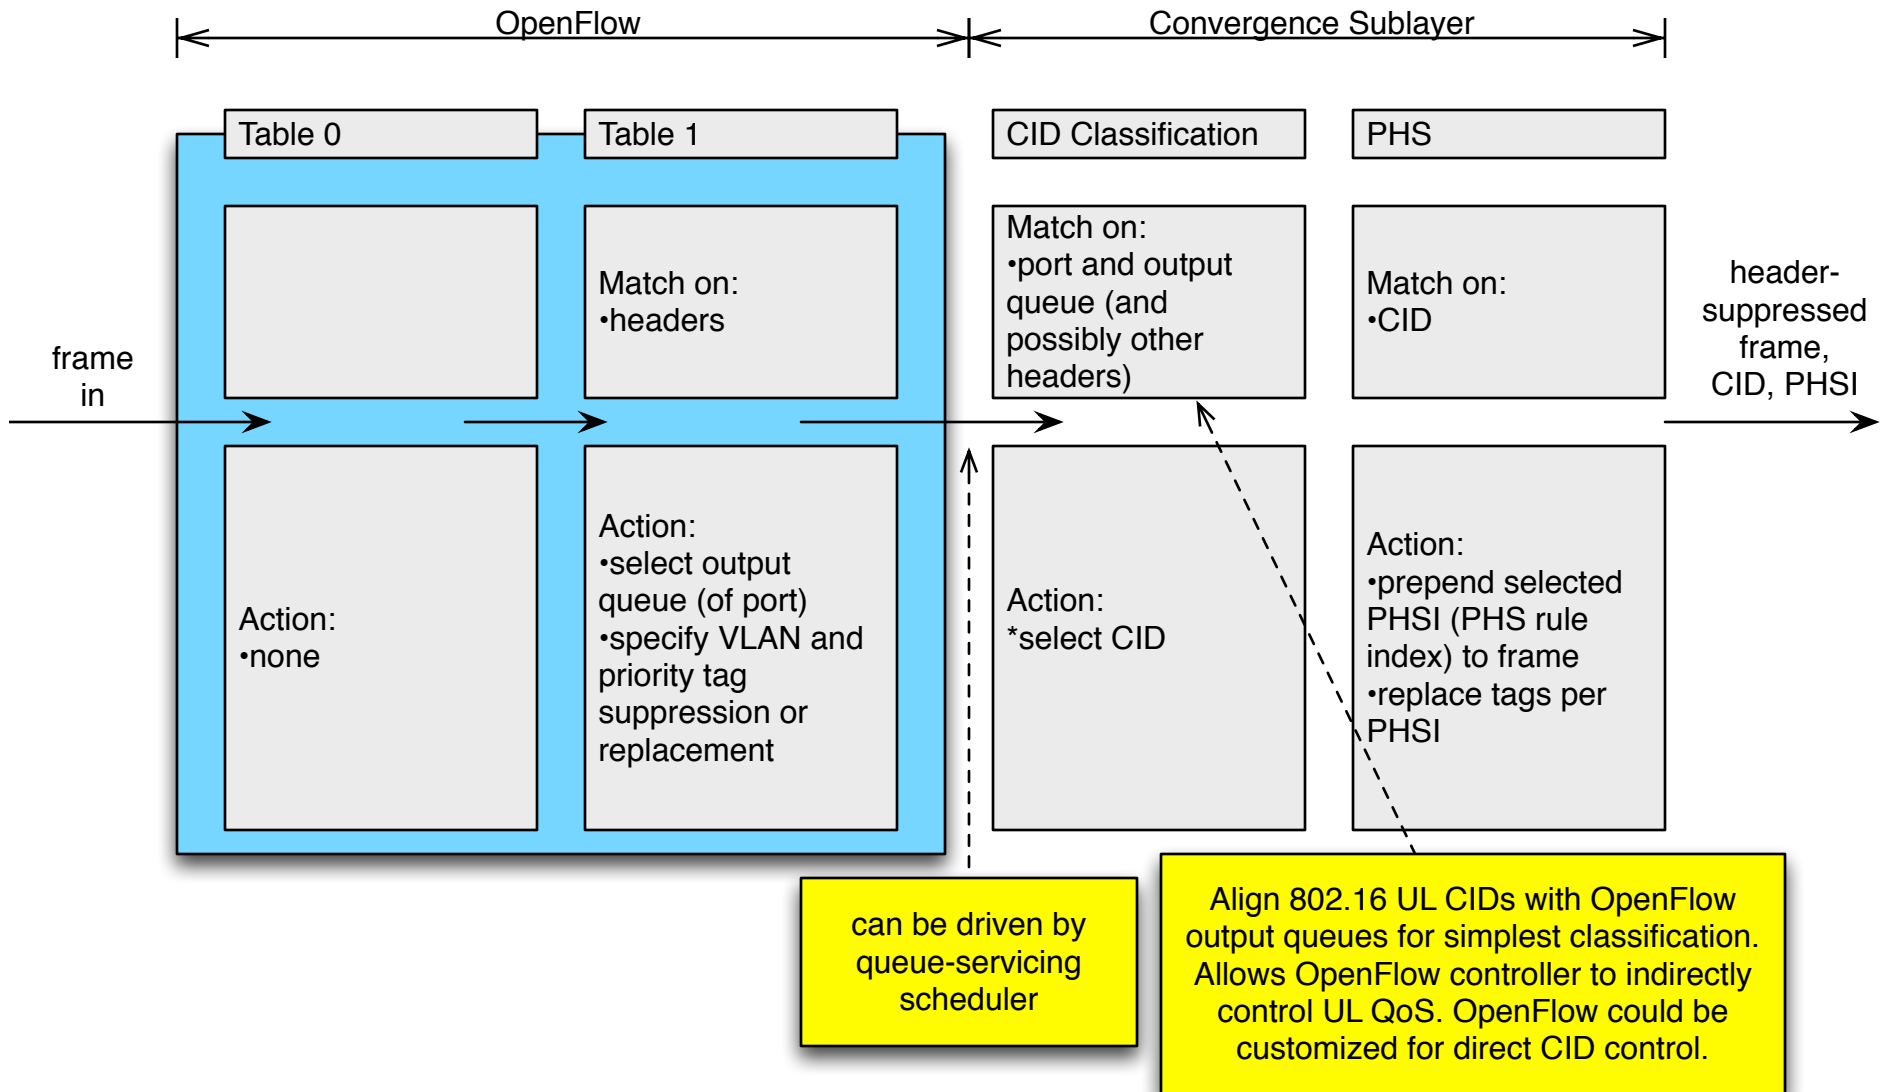 OpenFlow
Convergence Sublayer
Table 0
Table 1
CID Classification
PHS
frame
in
Action:
•none
Match on:
•headers
Action:
•select output
queue (of port)
•specify VLAN and
priority tag
suppression or
replacement
Match on:
•port and output
queue (and
possibly other
headers)
Action:
*select CID
Match on:
•CID
Action:
•prepend selected
PHSI (PHS rule
index) to frame
•replace tags per
PHSI
header-
suppressed
frame,
CID, PHSI
can be driven by
queue-servicing
scheduler
Align 802.16 UL CIDs with OpenFlow
output queues for simplest classification.
Allows OpenFlow controller to indirectly
control UL QoS. OpenFlow could be
customized for direct CID control.